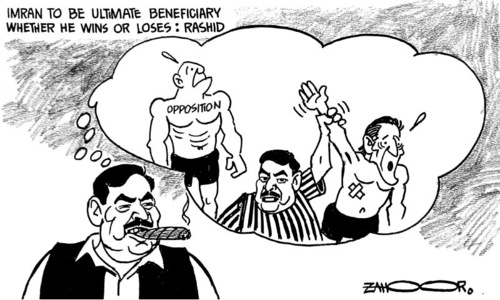 IMRAN TO BE ULTIMATE BENEFICIARY
WHETHER HE WINS OR LOSES : RASHID
OPPOSITION
ZAHOOR